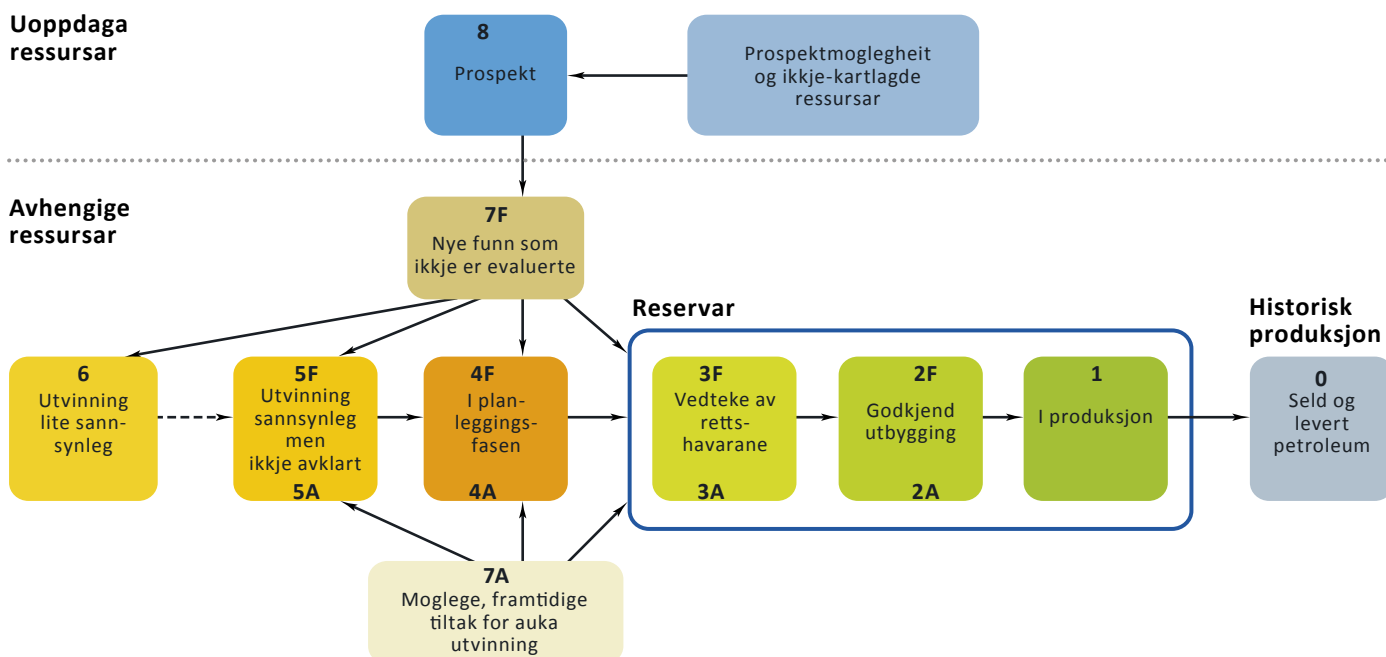 Uoppdaga
ressursar
8
Prospekt
Prospektmoglegheit
og ikkje-kartlagde
ressursar
Avhengige
ressursar
7F
Nye funn som
ikkje er evaluerte
Reservar
Historisk
produksjon
6
Utvinning
lite sann-
synleg
5F
Utvinning
sannsynleg
men
ikkje avklart
5A
4F
I plan-
leggings-
fasen
4A
3F
Vedteke av
retts-
havarane
3A
2F
Godkjend
utbygging
2A
1
I produksjon
0
Seld og
levert
petroleum
7A
Moglege, framtidige
tiltak for auka
utvinning